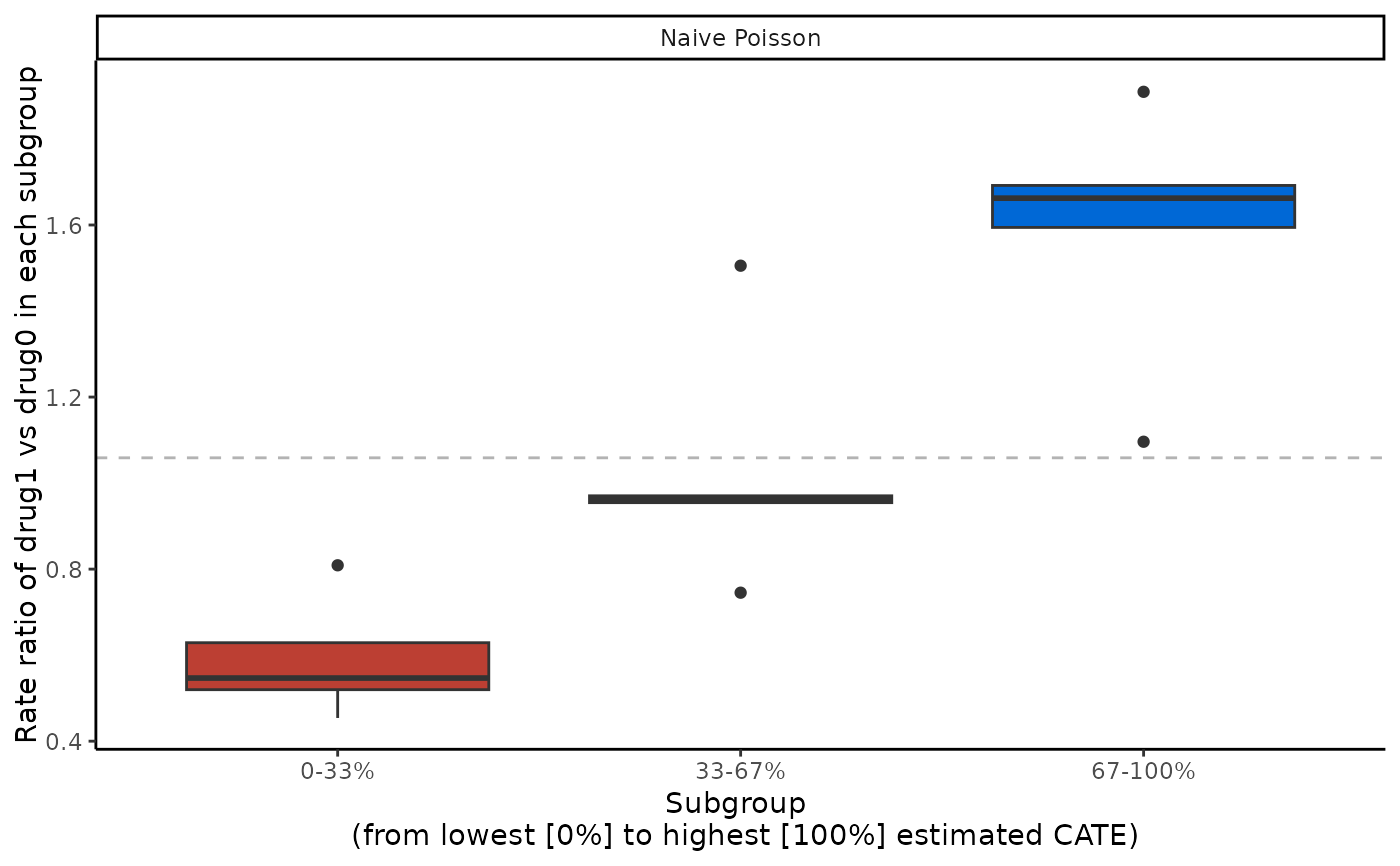 Naive Poisson
Rate ratio of drug1 vs drug0 in each subgroup
1.6
1.2
0.8
0.4
0-33%
33-67%
67-100%
Subgroup
(from lowest [0%] to highest [100%] estimated CATE)